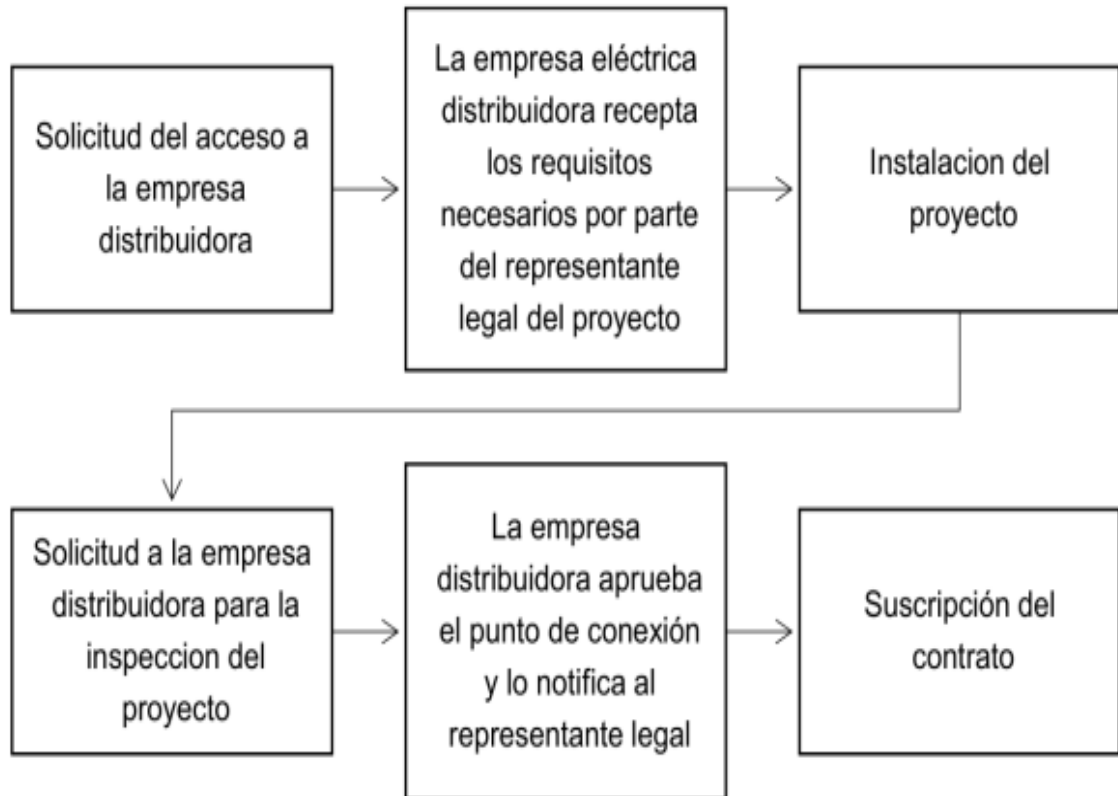 Solicitud del acceso a
la empresa
distribuidora
La empresa eléctrica
distribuidora recepta
los requisitos
necesarios por parte
del representante
legal del proyecto
Instalacion del
proyecto
Solicitud a la empresa
distribuidora para la
inspeccion del
proyecto
La empresa
distribuidora aprueba
el punto de conexión
y lo notifica al
representante legal
Suscripción del
contrato